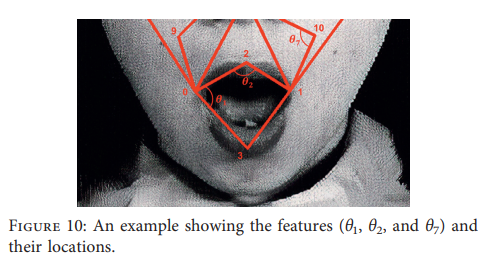 9
10
θ7
2
0
1
θ2
θ1
3
FIGURE 10: An example showing the features (θ1, θ2, and θ7) and
their locations.